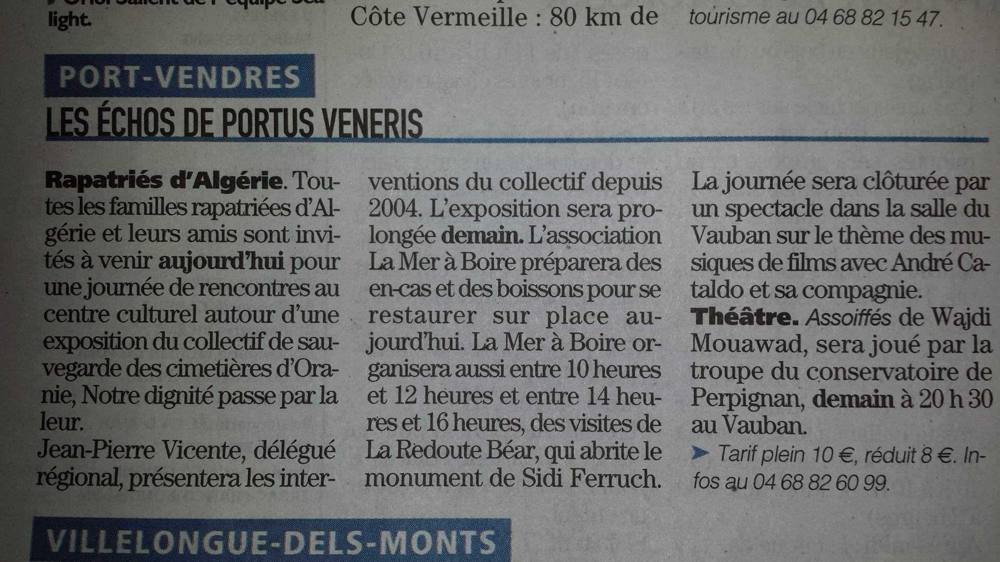 light.
Côte Vermeille : 80 km de
tourisme au 04 68 82 15 47.
PORT-VENDRES
LES ÉCHOS DE PORTUS VENERIS
Rapatriés d'Algérie. Tou-
tes les familles rapatriées d'Al-
gérie et leurs amis sont invi-
tés à venir aujourd'hui pour
une journée de rencontres au
centre culturel autour d'une
exposition du collectif de sau-
vegarde des cimetières d'Ora-
nie, Notre dignité passe par la
leur.
Jean-Pierre Vicente, délégué
régional, présentera les inter-
ventions du collectif depuis
2004. L'exposition sera pro-
longée demain. L'association
La Mer à Boire préparera des
en-cas et des boissons pour se
restaurer sur place au-
jourd'hui. La Mer à Boire or-
ganisera aussi entre 10 heures
et 12 heures et entre 14 heu-
res et 16 heures, des visites de
La Redoute Béar, qui abrite le
monument de Sidi Ferruch.
La journée sera clôturée par
un spectacle dans la salle du
Vauban sur le thème des mu-
siques de films avec André Ca-
taldo et sa compagnie.
Théâtre. Assoiffés de Wajdi
Mouawad, sera joué par la
troupe du conservatoire de
Perpignan, demain à 20 h 30
au Vauban.
Tarif plein 10 €, réduit 8 €. In-
fos au 04 68 82 60 99.
VILLELONGUE-DELS-MONTS